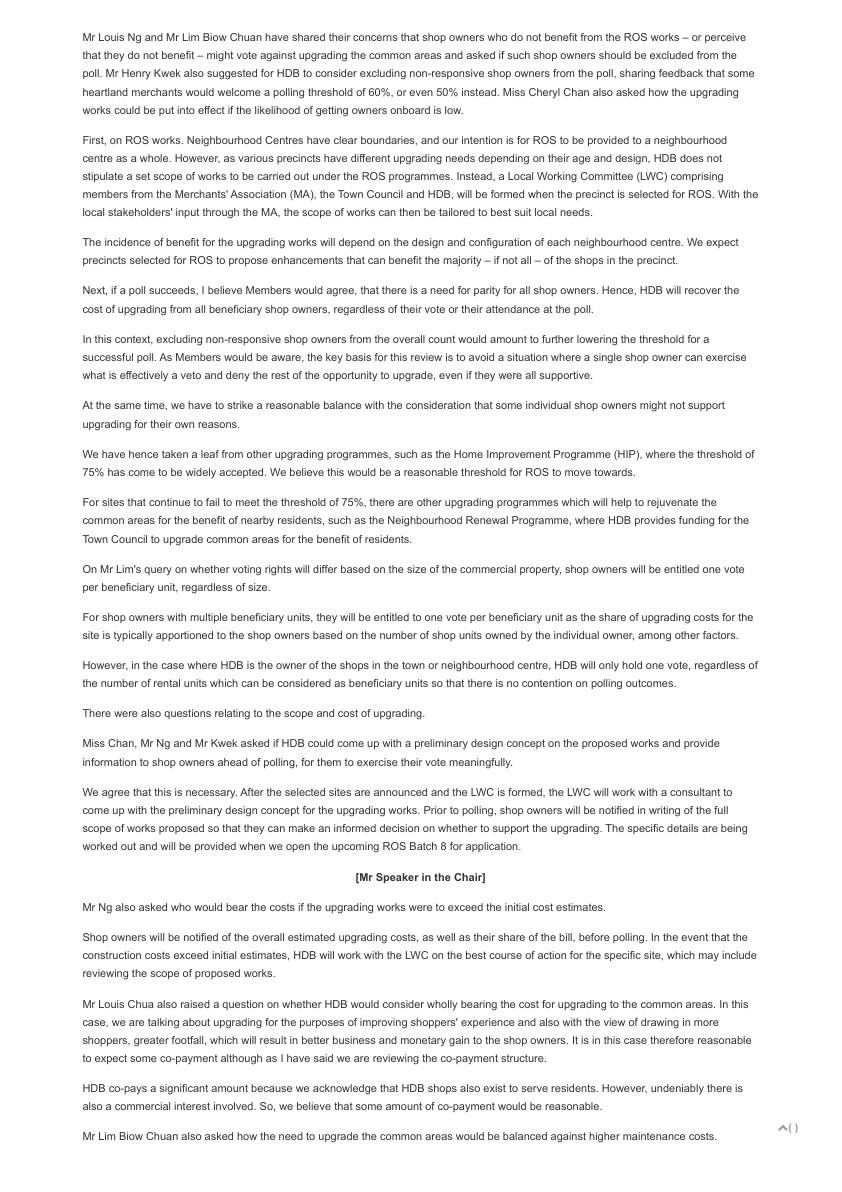 Mr Louis Ng and Mr Lim Biow Chuan have shared their concerns that shop owners who do not benefit from the ROS works – or perceive
that they do not benefit – might vote against upgrading the common areas and asked if such shop owners should be excluded from the
poll. Mr Henry Kwek also suggested for HDB to consider excluding non-responsive shop owners from the poll, sharing feedback that some
heartland merchants would welcome a polling threshold of 60%, or even 50% instead. Miss Cheryl Chan also asked how the upgrading
works could be put into effect if the likelihood of getting owners onboard is low.
First, on ROS works. Neighbourhood Centres have clear boundaries, and our intention is for ROS to be provided to a neighbourhood
centre as a whole. However, as various precincts have different upgrading needs depending on their age and design, HDB does not
stipulate a set scope of works to be carried out under the ROS programmes. Instead, a Local Working Committee (LWC) comprising
members from the Merchants' Association (MA), the Town Council and HDB, will be formed when the precinct is selected for ROS. With the
local stakeholders' input through the MA, the scope of works can then be tailored to best suit local needs.
The incidence of benefit for the upgrading works will depend on the design and configuration of each neighbourhood centre. We expect
precincts selected for ROS to propose enhancements that can benefit the majority – if not all – of the shops in the precinct.
Next, if a poll succeeds, I believe Members would agree, that there is a need for parity for all shop owners. Hence, HDB will recover the
cost of upgrading from all beneficiary shop owners, regardless of their vote or their attendance at the poll.
In this context, excluding non-responsive shop owners from the overall count would amount to further lowering the threshold for a
successful poll. As Members would be aware, the key basis for this review is to avoid a situation where a single shop owner can exercise
what is effectively a veto and deny the rest of the opportunity to upgrade, even if they were all supportive.
At the same time, we have to strike a reasonable balance with the consideration that some individual shop owners might not support
upgrading for their own reasons.
We have hence taken a leaf from other upgrading programmes, such as the Home Improvement Programme (HIP), where the threshold of
75% has come to be widely accepted. We believe this would be a reasonable threshold for ROS to move towards.
For sites that continue to fail to meet the threshold of 75%, there are other upgrading programmes which will help to rejuvenate the
common areas for the benefit of nearby residents, such as the Neighbourhood Renewal Programme, where HDB provides funding for the
Town Council to upgrade common areas for the benefit of residents.
On Mr Lim's query on whether voting rights will differ based on the size of the commercial property, shop owners will be entitled one vote
per beneficiary unit, regardless of size.
For shop owners with multiple beneficiary units, they will be entitled to one vote per beneficiary unit as the share of upgrading costs for the
site is typically apportioned to the shop owners based on the number of shop units owned by the individual owner, among other factors.
However, in the case where HDB is the owner of the shops in the town or neighbourhood centre, HDB will only hold one vote, regardless of
the number of rental units which can be considered as beneficiary units so that there is no contention on polling outcomes.
There were also questions relating to the scope and cost of upgrading.
Miss Chan, Mr Ng and Mr Kwek asked if HDB could come up with a preliminary design concept on the proposed works and provide
information to shop owners ahead of polling, for them to exercise their vote meaningfully.
We agree that this is necessary. After the selected sites are announced and the LWC is formed, the LWC will work with a consultant to
come up with the preliminary design concept for the upgrading works. Prior to polling, shop owners will be notified in writing of the full
scope of works proposed so that they can make an informed decision on whether to support the upgrading. The specific details are being
worked out and will be provided when we open the upcoming ROS Batch 8 for application.
[Mr Speaker in the Chair]
Mr Ng also asked who would bear the costs if the upgrading works were to exceed the initial cost estimates.
Shop owners will be notified of the overall estimated upgrading costs, as well as their share of the bill, before polling. In the event that the
construction costs exceed initial estimates, HDB will work with the LWC on the best course of action for the specific site, which may include
reviewing the scope of proposed works.
Mr Louis Chua also raised a question on whether HDB would consider wholly bearing the cost for upgrading to the common areas. In this
case, we are talking about upgrading for the purposes of improving shoppers' experience and also with the view of drawing in more
shoppers, greater footfall, which will result in better business and monetary gain to the shop owners. It is in this case therefore reasonable
to expect some co-payment although as I have said we are reviewing the co-payment structure.
HDB co-pays a significant amount because we acknowledge that HDB shops also exist to serve residents. However, undeniably there is
also a commercial interest involved. So, we believe that some amount of co-payment would be reasonable.
Mr Lim Biow Chuan also asked how the need to upgrade the common areas would be balanced against higher maintenance costs.
( )